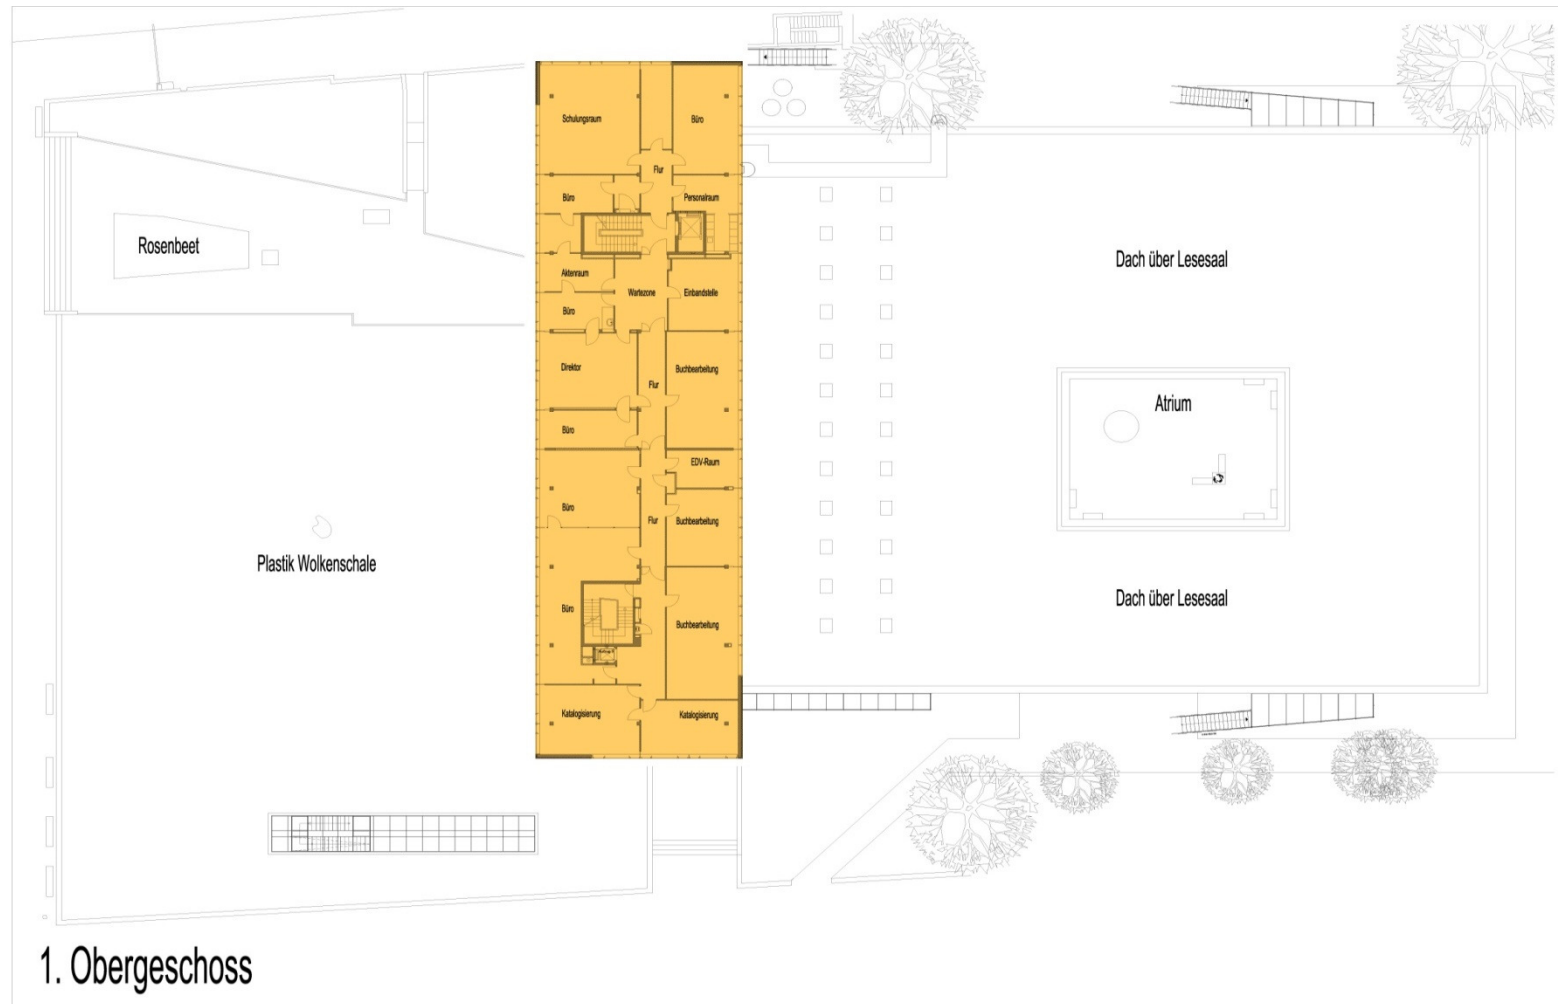 Schulungsraum
Büro
Flur
Büro
Personalraum
Rosenbeet
Dach über Lesesaal
Aktenraum
Wartezone
Einbandstelle
Büro
Direktor
Buchbearbeitung
Flur
Atrium
Büro
EDV-Raum
Büro
Flur
Buchbearbeitung
Plastik Wolkenschale
Dach über Lesesaal
Büro
Buchbearbeitung
Katalogisierung
Katalogisierung
1. Obergeschoss